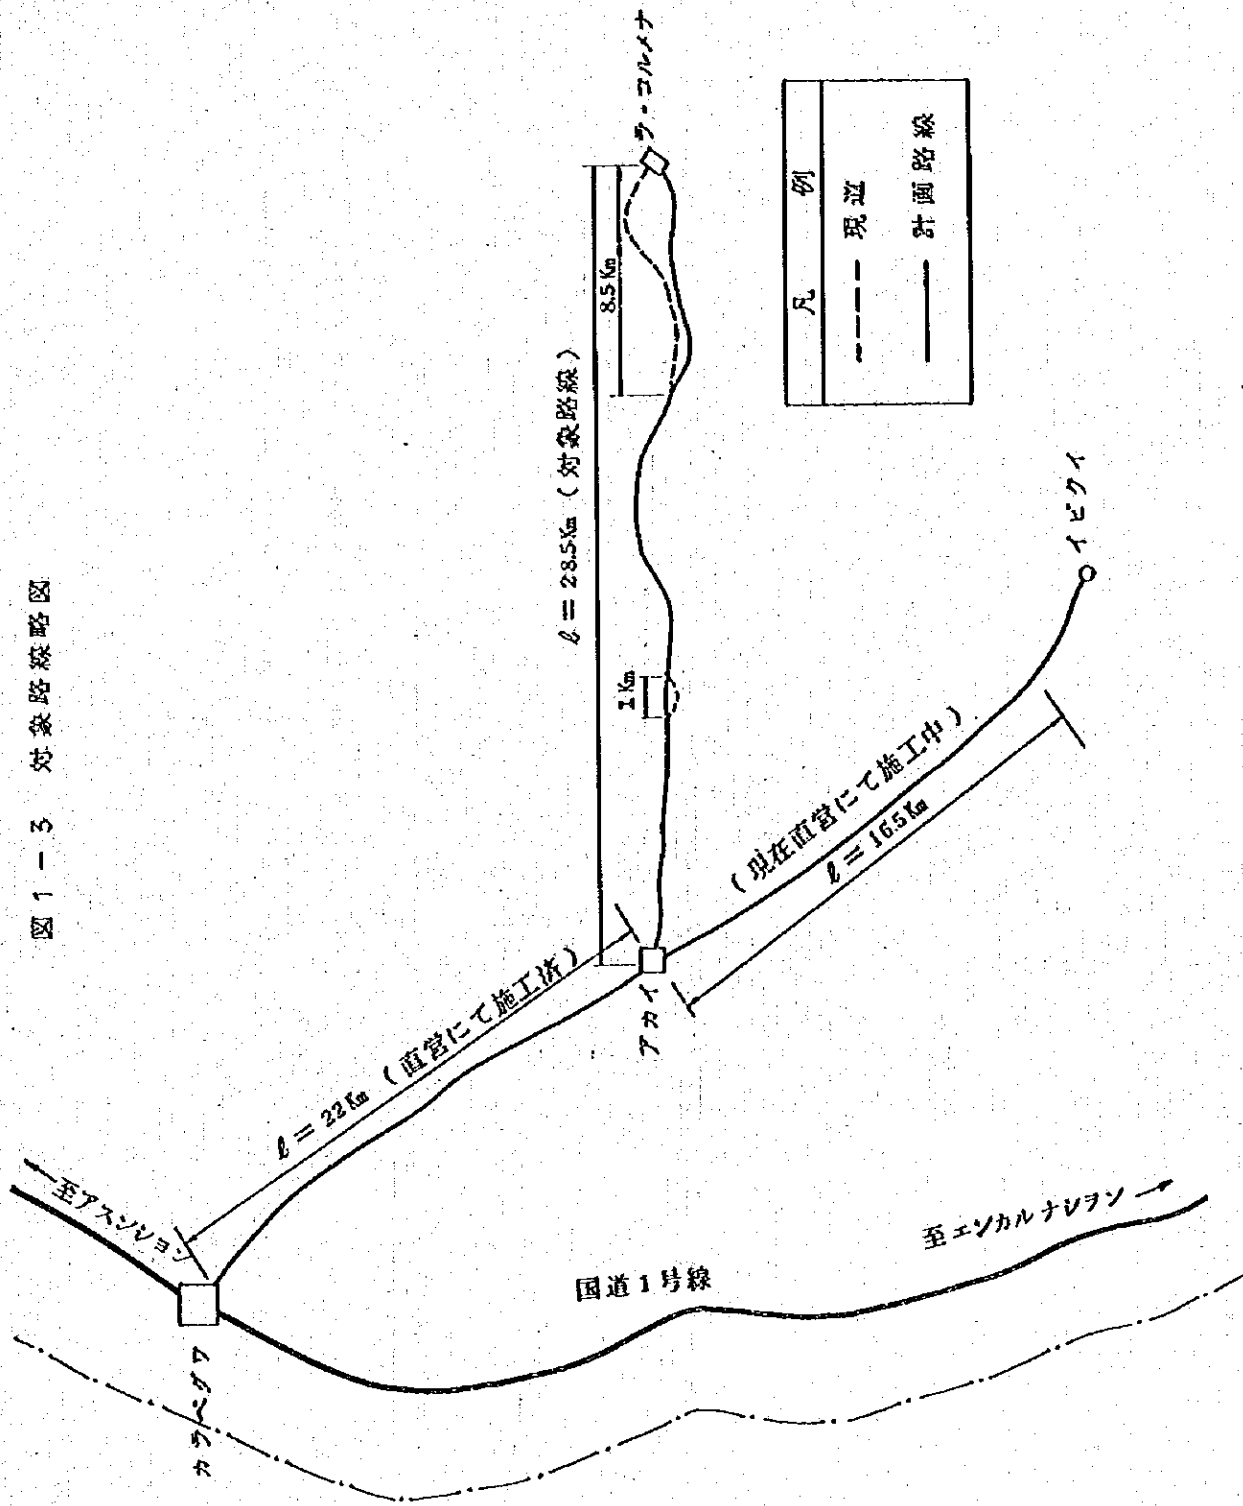 図1-3 対象路線略図
至アスンション
カラペグワ
ℓ=22Km(直営にて施工済)
国道1号線
至エンカルナシヲン
アカイ
ℓ=28.5Km(対象路線)
1Km
8.5Km
ラ・コルメナ
(現在直営にて施工中)
ℓ=16.5Km
イビクイ
凡例
現道
計画路線